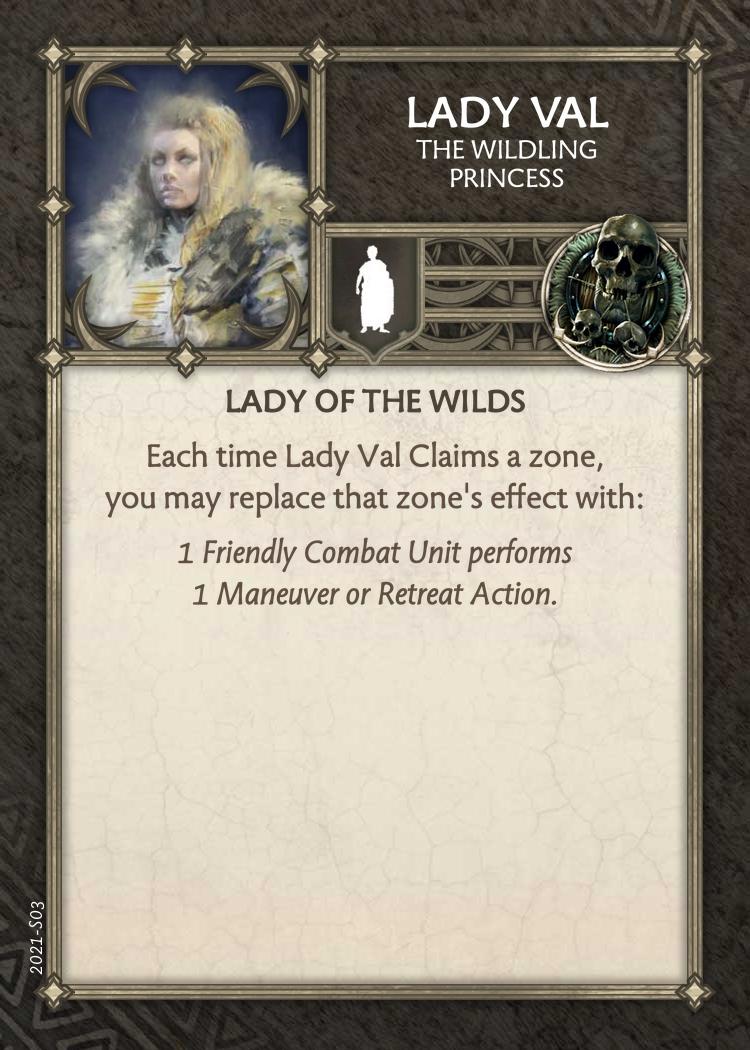 LADY VAL
THE WILDLING
PRINCESS
LADY OF THE WILDS
Each time Lady Val Claims a zone,
you may replace that zone's effect with:
1 Friendly Combat Unit performs
1 Maneuver or Retreat Action.
2021-S03